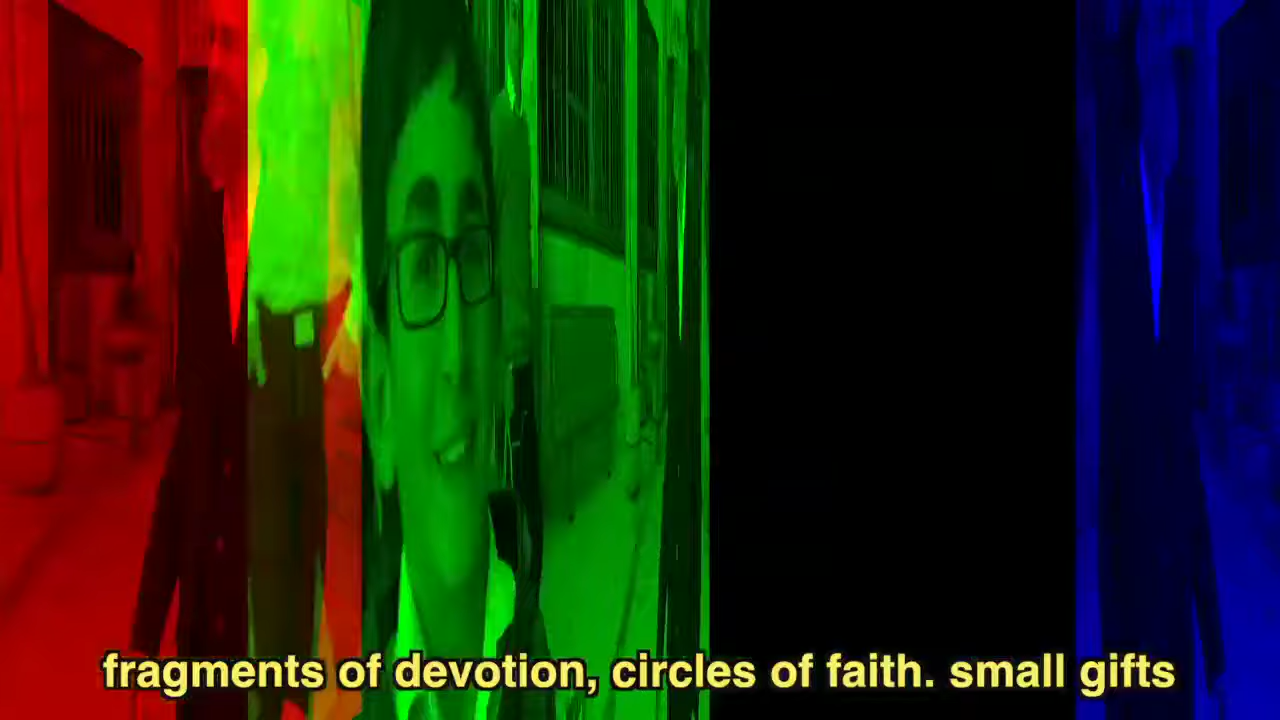 fragments of devotion, circles of faith. small gifts